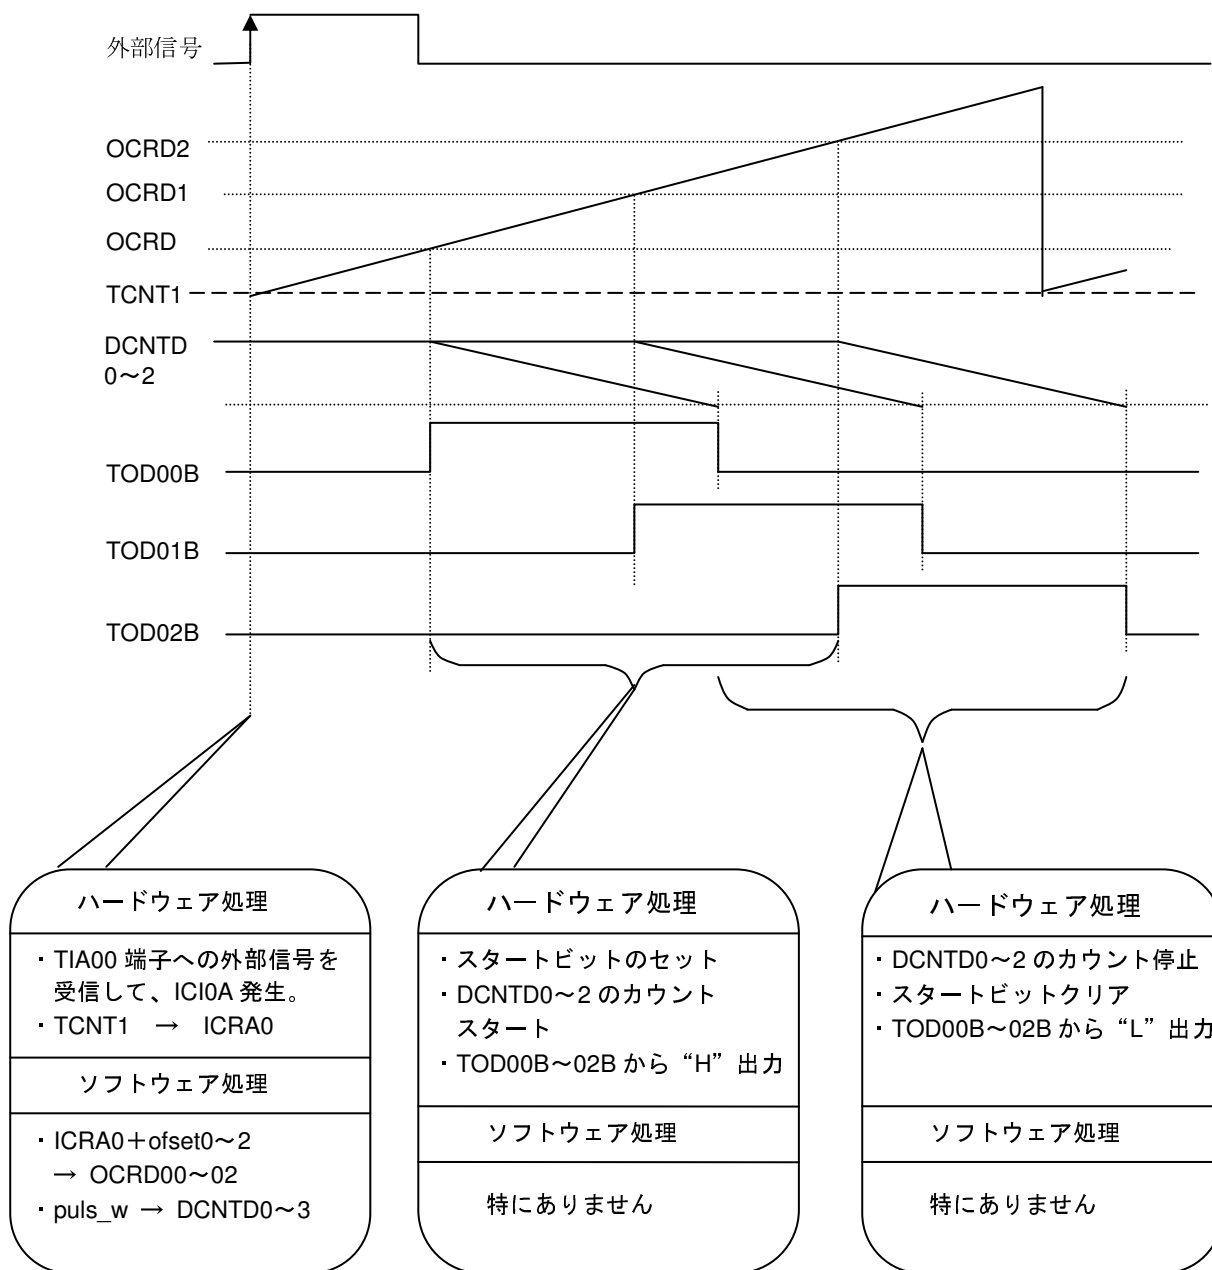 外部信号
OCRD2
OCRD1
OCRD
TCNT1
DCNTD
0～2
TOD00B
TOD01B
TOD02B
ハードウェア処理
・TIA00 端子への外部信号を
受信して、ICI0A 発生。
・TCNT1 → ICRA0
ソフトウェア処理
・ICRA0＋ofset0～2
→ OCRD00～02
・puls_w → DCNTD0～3
ハードウェア処理
・スタートビットのセット
・DCNTD0～2 のカウント
スタート
・TOD00B～02B から “H” 出力
ソフトウェア処理
特にありません
ハードウェア処理
・DCNTD0～2 のカウント停止
・スタートビットクリア
・TOD00B～02B から “L” 出力
ソフトウェア処理
特にありません